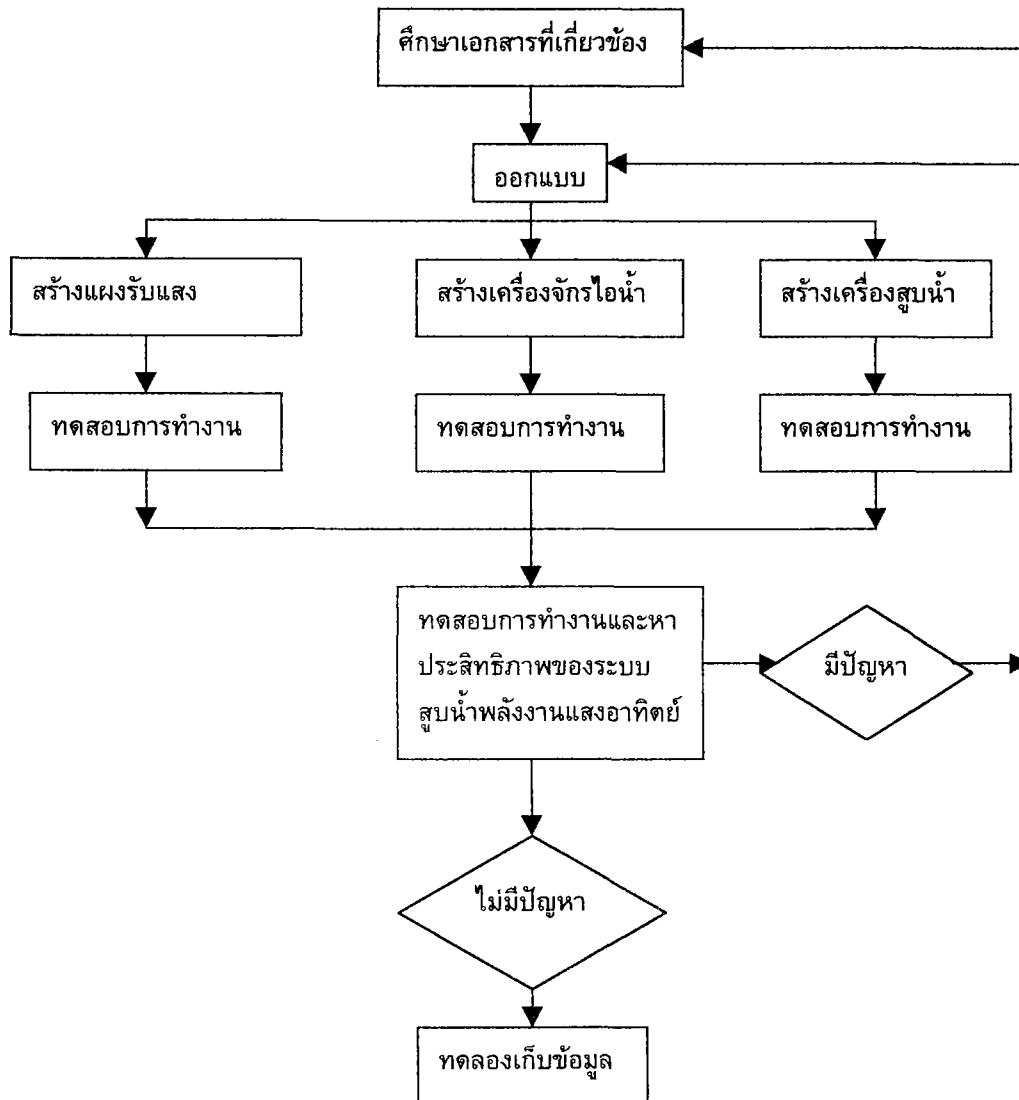 ศึกษาเอกสารที่เกี่ยวข้อง
ออกแบบ
สร้างแผงรับแสง
สร้างเครื่องจักรไอน้ำ
สร้างเครื่องสูบน้ำ
ทดสอบการทำงาน
ทดสอบการทำงาน
ทดสอบการทำงาน
ทดสอบการทำงานและหา
ประสิทธิภาพของระบบ
สูบน้ำพลังงานแสงอาทิตย์
มีปัญหา
ไม่มีปัญหา
ทดลองเก็บข้อมูล